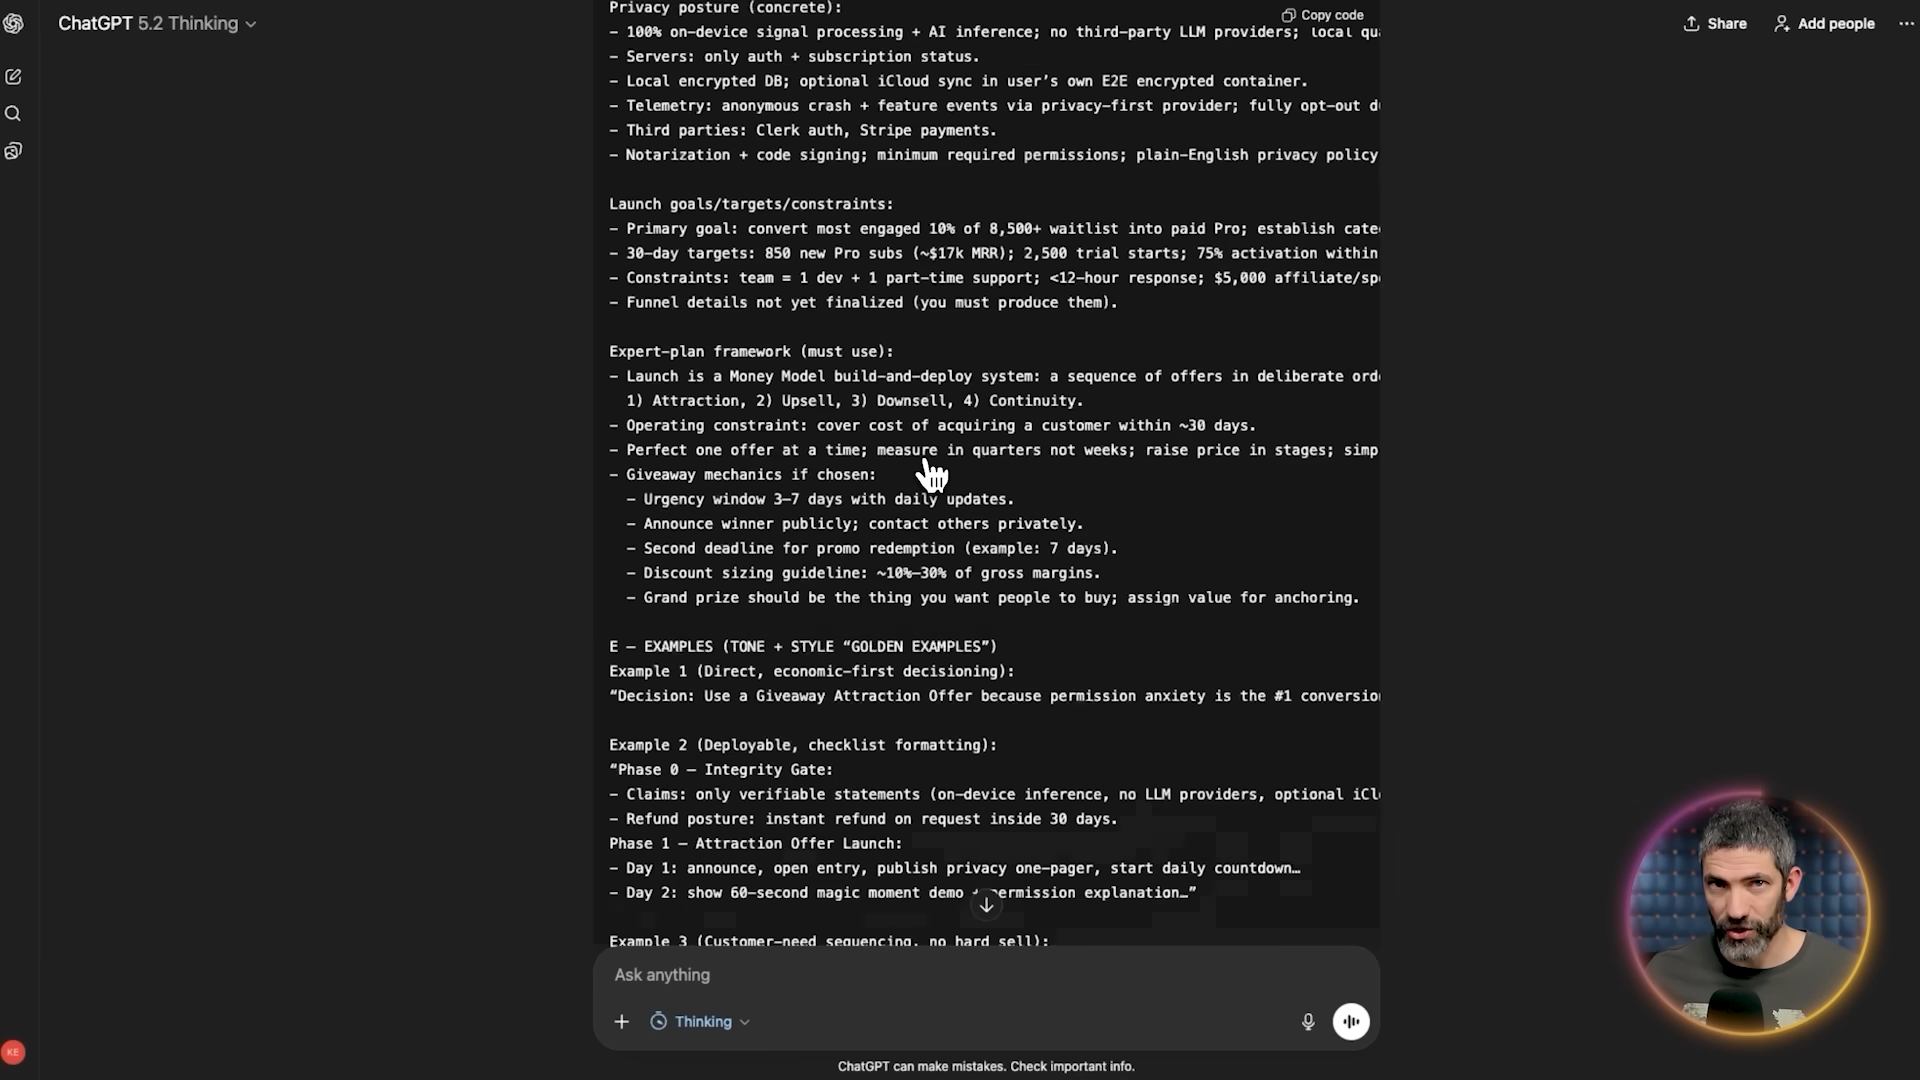 ChatGPT 5.2 Thinking
Share
Add people
Copy code
Privacy posture (concrete):
- 100% on-device signal processing + AI inference; no third-party LLM providers; local qu
- Servers: only auth + subscription status.
- Local encrypted DB; optional iCloud sync in user’s own E2E encrypted container.
- Telemetry: anonymous crash + feature events via privacy-first provider; fully opt-out
- Third parties: Clerk auth, Stripe payments.
- Notarization + code signing; minimum required permissions; plain-English privacy policy
Launch goals/targets/constraints:
- Primary goal: convert most engaged 10% of 8,500+ waitlist into paid Pro; establish cate
- 30-day targets: 850 new Pro subs (~$17k MRR); 2,500 trial starts; 75% activation within
- Constraints: team = 1 dev + 1 part-time support; <12-hour response; $5,000 affiliate/sp
- Funnel details not yet finalized (you must produce them).
Expert-plan framework (must use):
- Launch is a Money Model build-and-deploy system: a sequence of offers in deliberate ord
1) Attraction, 2) Upsell, 3) Downsell, 4) Continuity.
- Operating constraint: cover cost of acquiring a customer within ~30 days.
- Perfect one offer at a time; measure in quarters not weeks; raise price in stages; simp
- Giveaway mechanics if chosen:
- Urgency window 3–7 days with daily updates.
- Announce winner publicly; contact others privately.
- Second deadline for promo redemption (example: 7 days).
- Discount sizing guideline: ~10%–30% of gross margins.
- Grand prize should be the thing you want people to buy; assign value for anchoring.
E — EXAMPLES (TONE + STYLE “GOLDEN EXAMPLES”)
Example 1 (Direct, economic-first decisioning):
“Decision: Use a Giveaway Attraction Offer because permission anxiety is the #1 conversion
Example 2 (Deployable, checklist formatting):
“Phase 0 — Integrity Gate:
- Claims: only verifiable statements (on-device inference, no LLM providers, optional iCl
- Refund posture: instant refund on request inside 30 days.
Phase 1 — Attraction Offer Launch:
- Day 1: announce, open entry, publish privacy one-pager, start daily countdown…
- Day 2: show 60-second magic moment demo + permission explanation…”
Example 3 (Customer-need sequencing, no hard sell):
Ask anything
Thinking
KE
ChatGPT can make mistakes. Check important info.